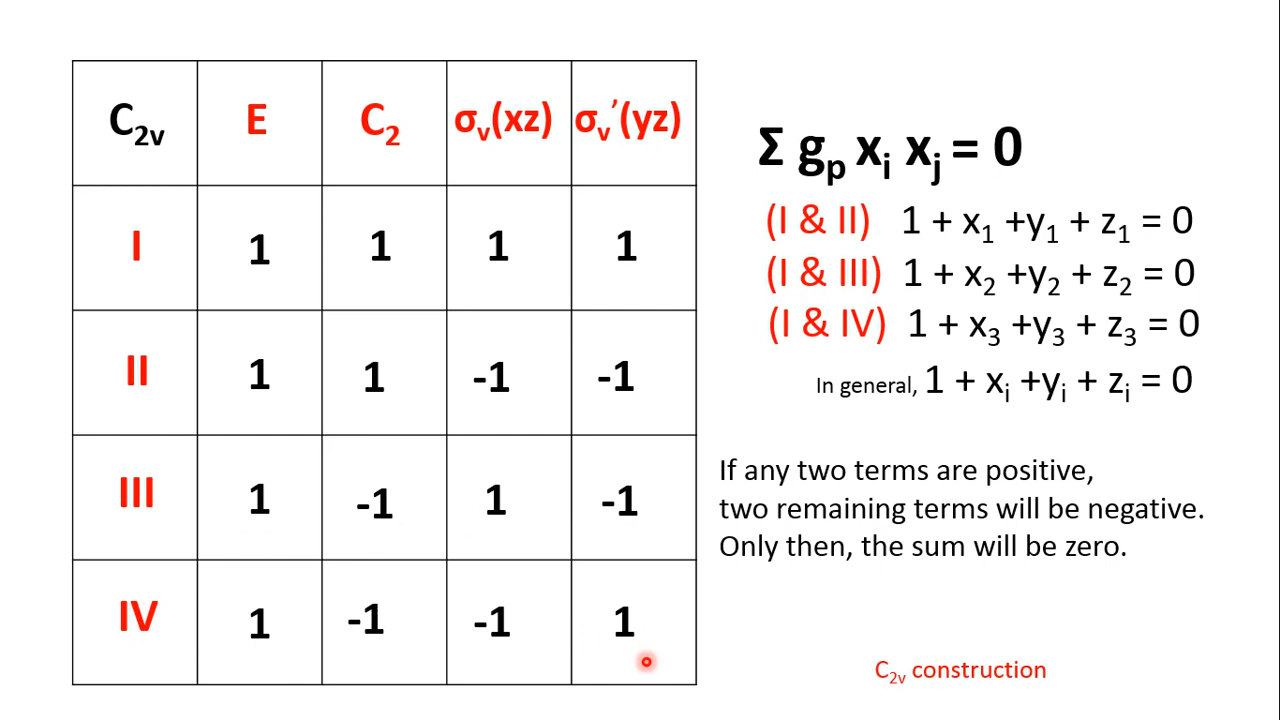 C₂ᵥ E C₂ σᵥ(xz) σᵥ’(yz)
I 1 1 1 1
II 1 1 -1 -1
III 1 -1 1 -1
IV 1 -1 -1 1
Σ gₚ xᵢ xⱼ = 0
(I & II) 1 + x₁ +y₁ + z₁ = 0
(I & III) 1 + x₂ +y₂ + z₂ = 0
(I & IV) 1 + x₃ +y₃ + z₃ = 0
In general, 1 + xᵢ +yᵢ + zᵢ = 0
If any two terms are positive,
two remaining terms will be negative.
Only then, the sum will be zero.
C₂ᵥ construction